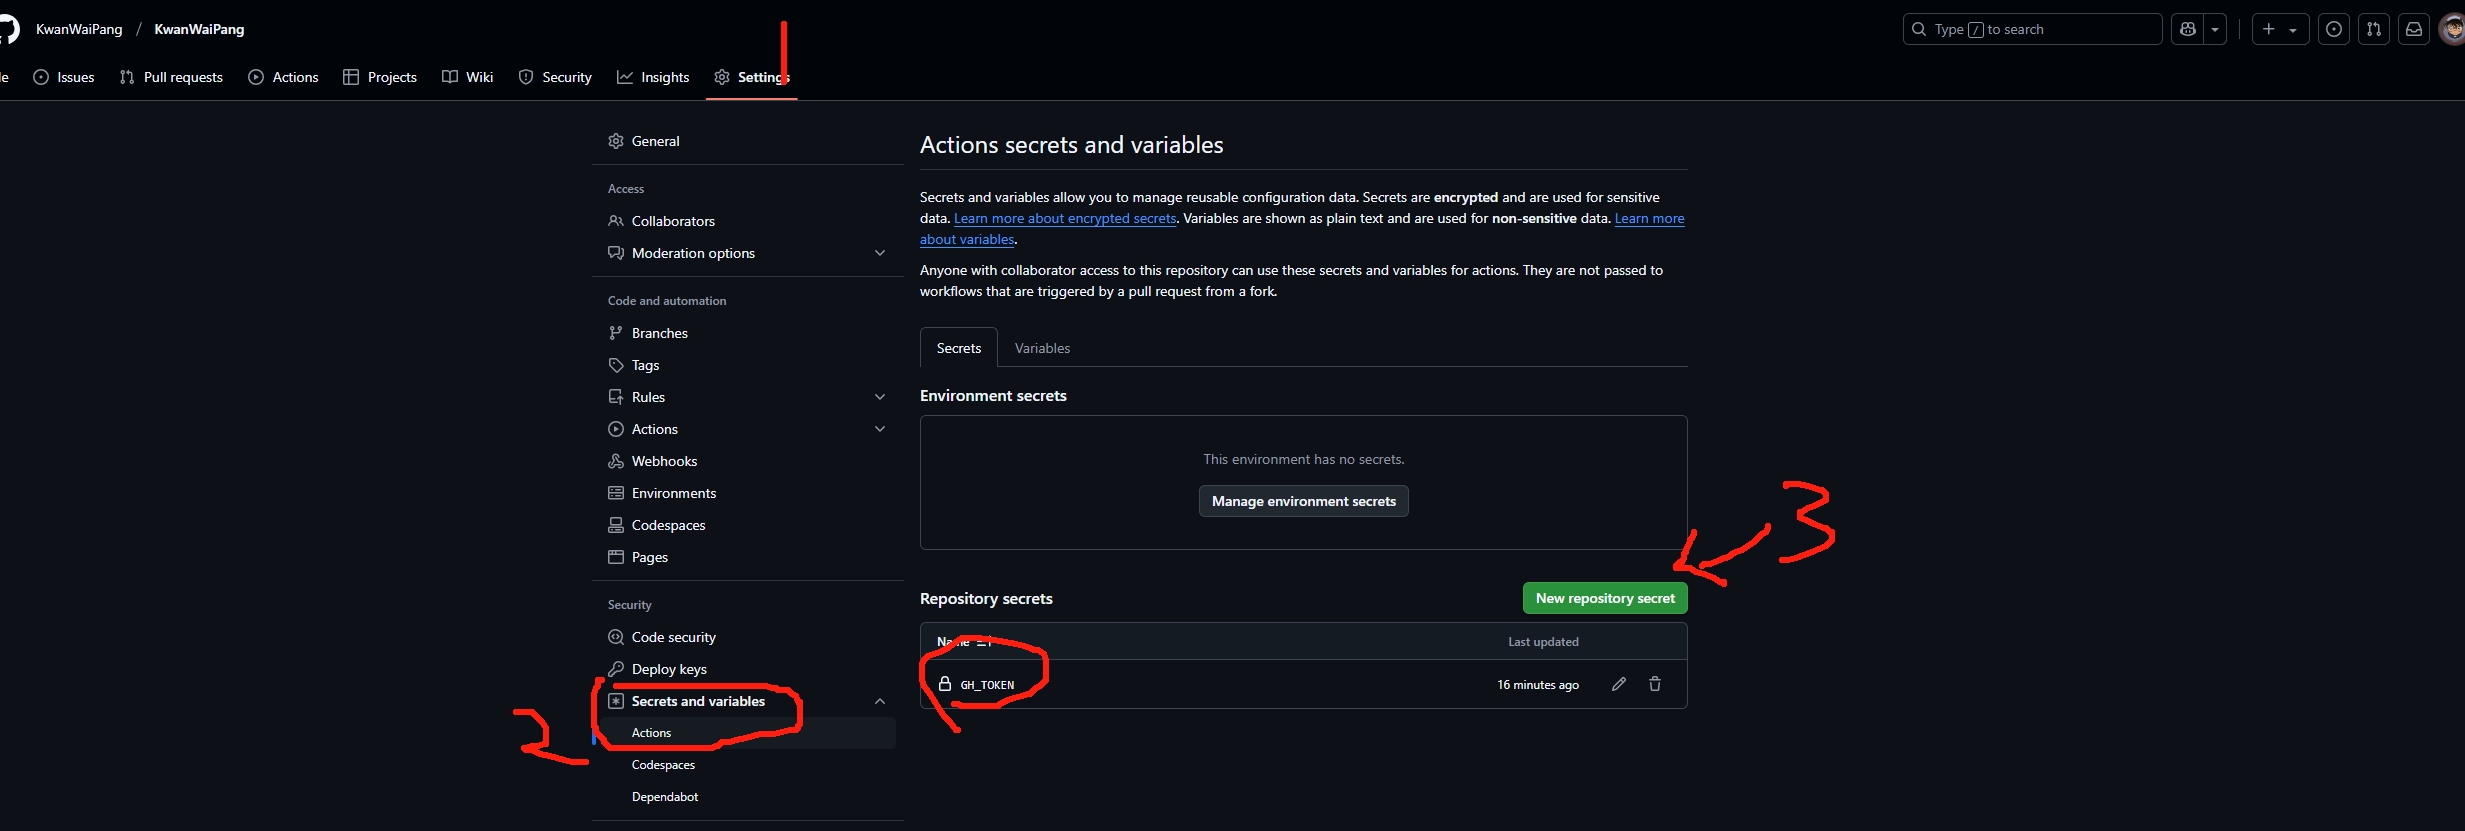 KwanWaiPang / KwanWaiPang
Type / to search
Issues Pull requests Actions Projects Wiki Security Insights Settings
1
General
Access
Collaborators
Moderation options
Code and automation
Branches
Tags
Rules
Actions
Webhooks
Environments
Codespaces
Pages
Security
Code security
Deploy keys
Secrets and variables
2
Actions
Codespaces
Dependabot
Actions secrets and variables
Secrets and variables allow you to manage reusable configuration data. Secrets are encrypted and are used for sensitive
data. Learn more about encrypted secrets. Variables are shown as plain text and are used for non-sensitive data. Learn more
about variables.
Anyone with collaborator access to this repository can use these secrets and variables for actions. They are not passed to
workflows that are triggered by a pull request from a fork.
Secrets Variables
Environment secrets
This environment has no secrets.
Manage environment secrets
3
Repository secrets
New repository secret
Name Last updated
GH_TOKEN 16 minutes ago